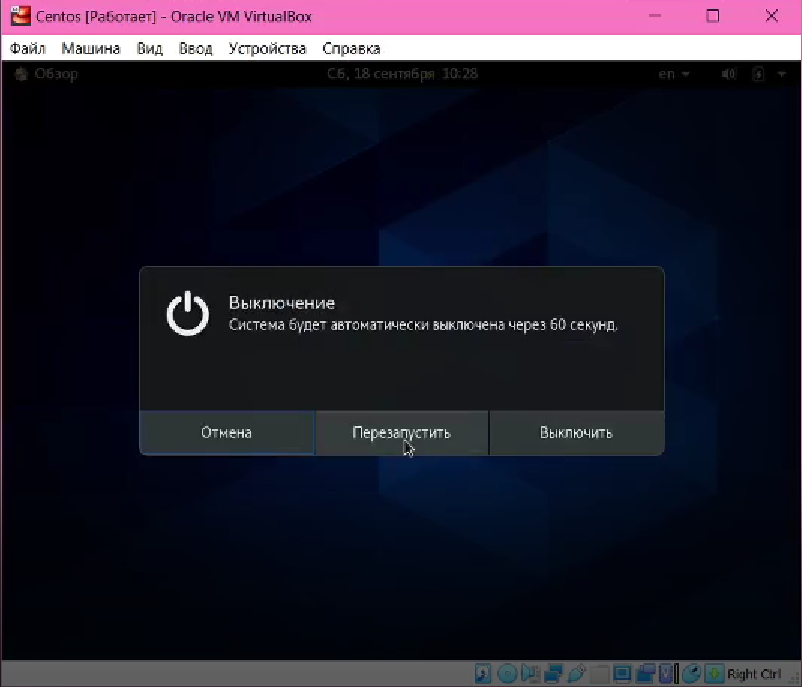 Centos [Работает] - Oracle VM VirtualBox
Файл Машина Вид Ввод Устройства Справка
Обзор Сб, 18 сентября 10:28 en
Выключение
Система будет автоматически выключена через 60 секунд.
Отмена Перезапустить Выключить
Right Ctrl